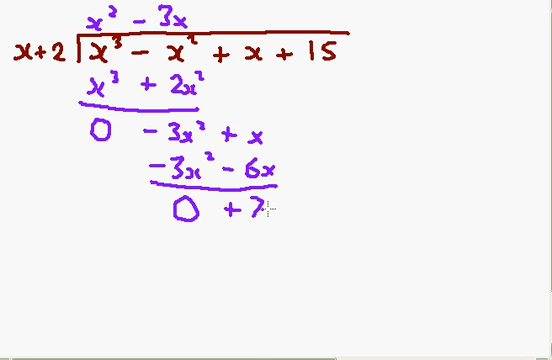 x² - 3x
x+2 | x³ - x² + x + 15
x³ + 2x²
0 - 3x² + x
-3x² - 6x
0 + 7